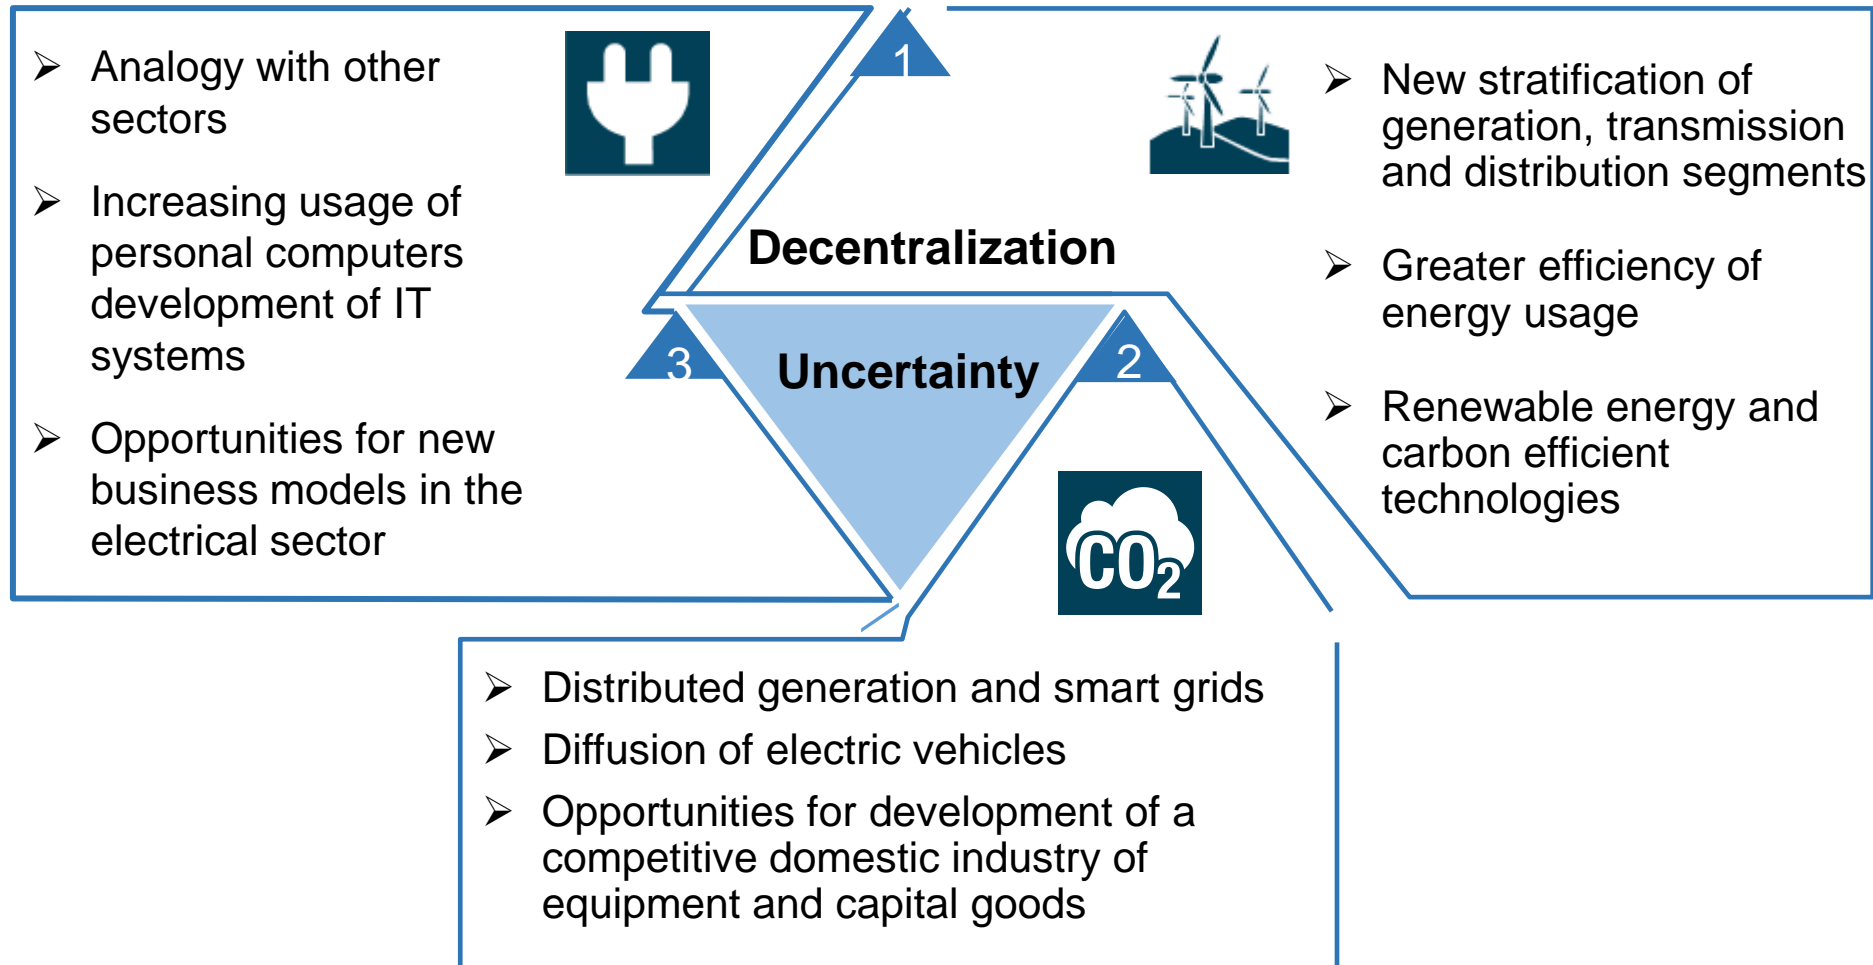 ➢ Analogy with other
sectors
➢ Increasing usage of
personal computers
development of IT
systems
➢ Opportunities for new
business models in the
electrical sector
1
➢ New stratification of
generation, transmission
and distribution segments
➢ Greater efficiency of
energy usage
➢ Renewable energy and
carbon efficient
technologies
Decentralization
3
Uncertainty
2
CO₂
➢ Distributed generation and smart grids
➢ Diffusion of electric vehicles
➢ Opportunities for development of a
competitive domestic industry of
equipment and capital goods